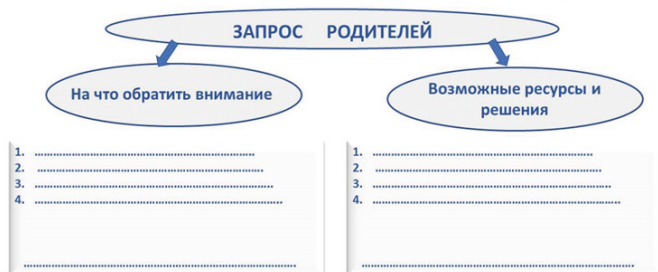 ЗАПРОС РОДИТЕЛЕЙ
На что обратить внимание
Возможные ресурсы и
решения
1. ................................................................
2. ................................................................
3. ................................................................
4. ................................................................
................................................................
1. ................................................................
2. ................................................................
3. ................................................................
4. ................................................................
................................................................